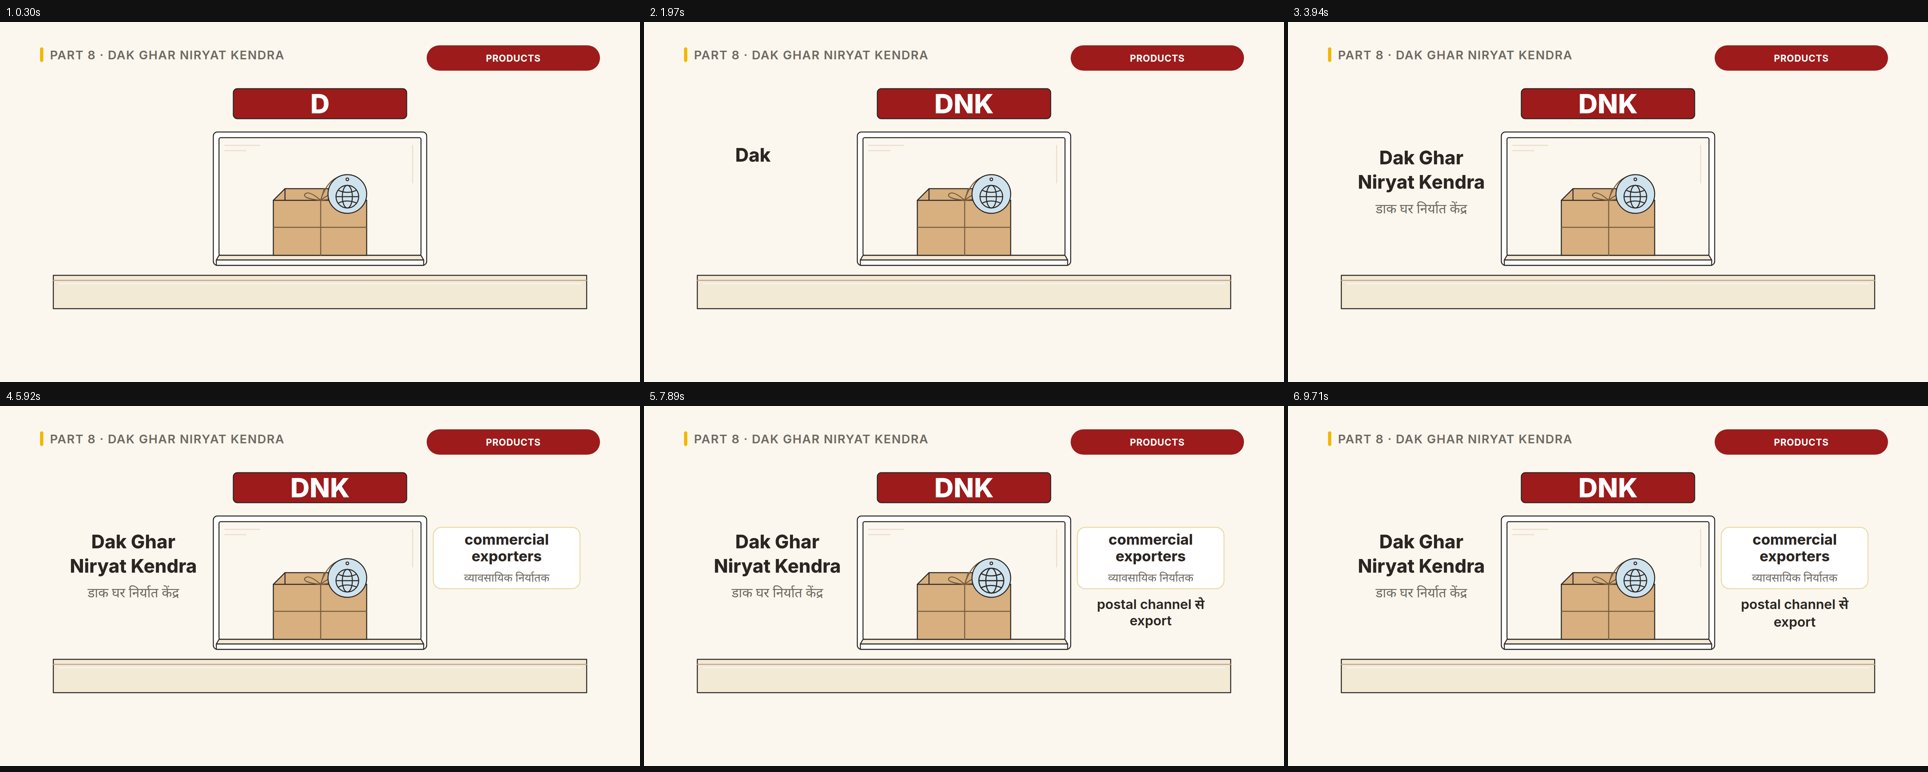 1. 0.30s
PART 8 · DAK GHAR NIRYAT KENDRA
PRODUCTS
D
2. 1.97s
PART 8 · DAK GHAR NIRYAT KENDRA
PRODUCTS
DNK
Dak
3. 3.94s
PART 8 · DAK GHAR NIRYAT KENDRA
PRODUCTS
DNK
Dak Ghar
Niryat Kendra
डाक घर निर्यात केंद्र
4. 5.92s
PART 8 · DAK GHAR NIRYAT KENDRA
PRODUCTS
DNK
Dak Ghar
Niryat Kendra
डाक घर निर्यात केंद्र
commercial
exporters
व्यावसायिक निर्यातक
5. 7.89s
PART 8 · DAK GHAR NIRYAT KENDRA
PRODUCTS
DNK
Dak Ghar
Niryat Kendra
डाक घर निर्यात केंद्र
commercial
exporters
व्यावसायिक निर्यातक
postal channel से
export
6. 9.71s
PART 8 · DAK GHAR NIRYAT KENDRA
PRODUCTS
DNK
Dak Ghar
Niryat Kendra
डाक घर निर्यात केंद्र
commercial
exporters
व्यावसायिक निर्यातक
postal channel से
export